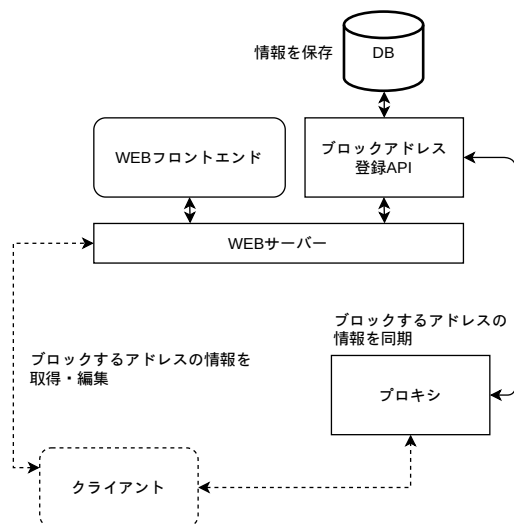 情報を保存
DB
WEBフロントエンド
ブロックアドレス
登録API
WEBサーバー
ブロックするアドレスの
情報を同期
ブロックするアドレスの情報を
取得・編集
プロキシ
クライアント